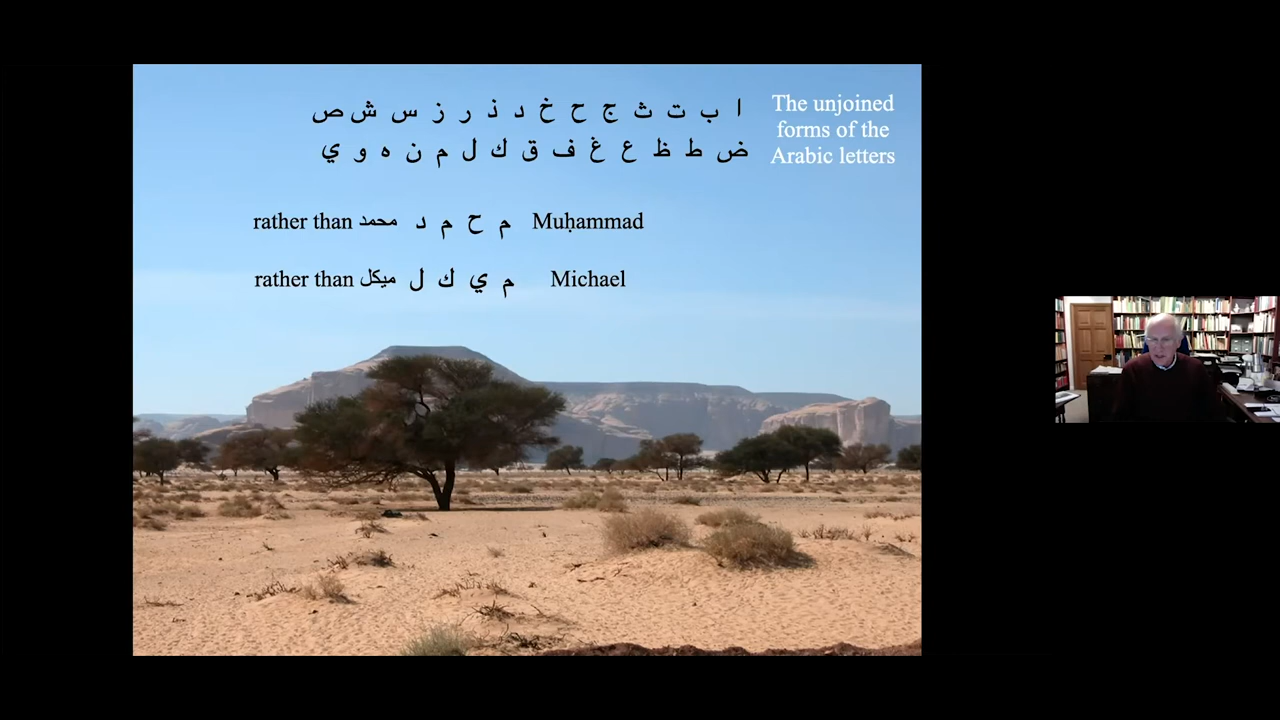 ا ب ت ث ج ح خ د ذ ر ز س ش ص
ض ط ظ ع غ ف ق ك ل م ن ه و ي
The unjoined
forms of the
Arabic letters
Muḥammad م ح م د rather than محمد
Michael م ي ك ل rather than ميكل